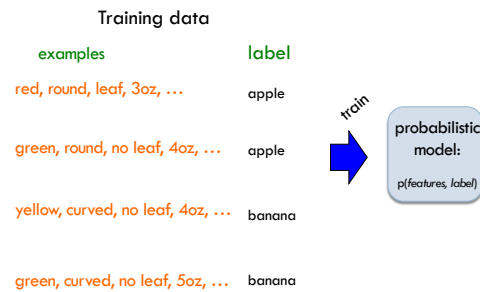 Training data
examples
label
red, round, leaf, 3oz, …
apple
green, round, no leaf, 4oz, …
apple
yellow, curved, no leaf, 4oz, …
banana
green, curved, no leaf, 5oz, …
banana
train
probabilistic
model:
p(features, label)